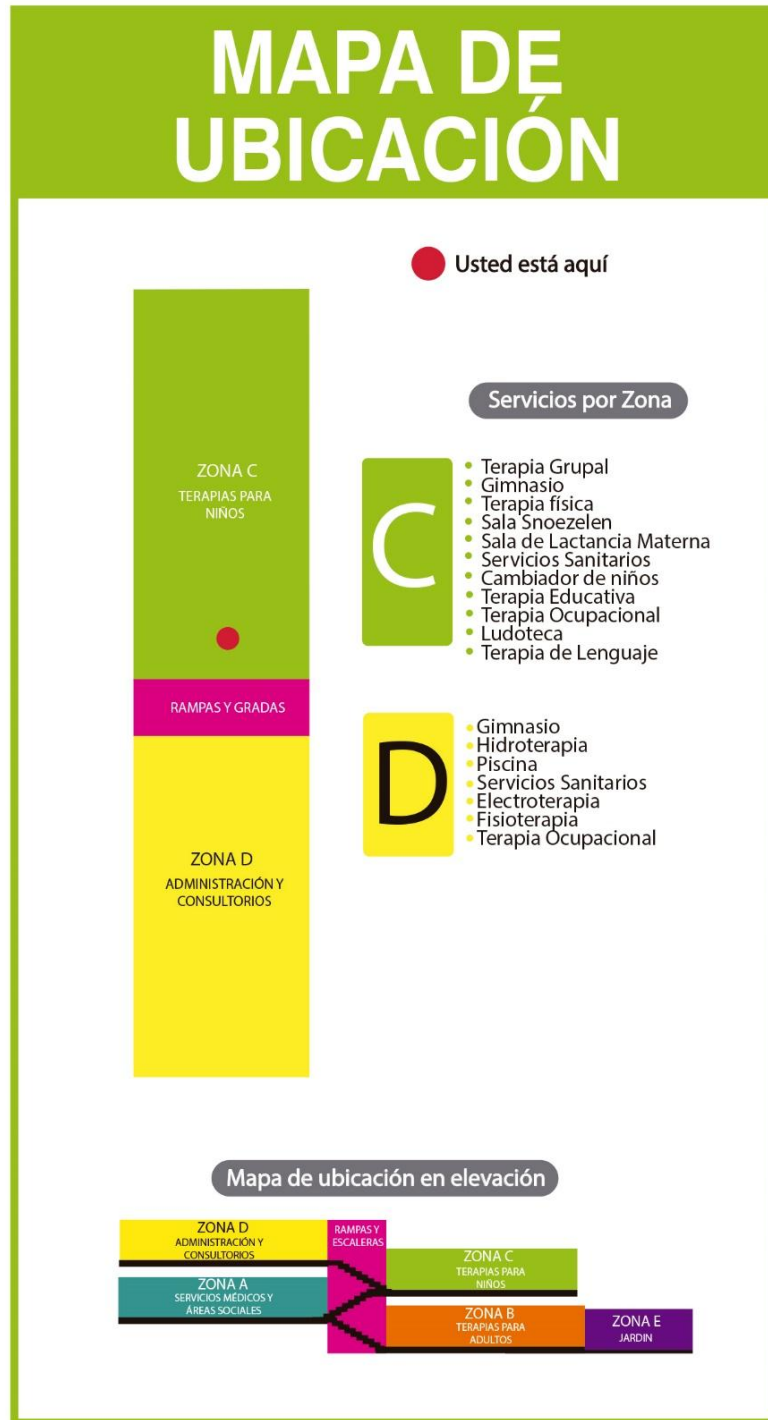 MAPA DE
UBICACIÓN
Usted está aquí
ZONA C
TERAPIAS PARA
NIÑOS
RAMPAS Y GRADAS
ZONA D
ADMINISTRACIÓN Y
CONSULTORIOS
Servicios por Zona
C
Terapia Grupal
Gimnasio
Terapia física
Sala Snoezelen
Sala de Lactancia Materna
Servicios Sanitarios
Cambiador de niños
Terapia Educativa
Terapia Ocupacional
Ludoteca
Terapia de Lenguaje
D
Gimnasio
Hidroterapia
Piscina
Servicios Sanitarios
Electroterapia
Fisioterapia
Terapia Ocupacional
Mapa de ubicación en elevación
ZONA D
ADMINISTRACIÓN Y
CONSULTORIOS
RAMPAS Y
ESCALERAS
ZONA C
TERAPIAS PARA
NIÑOS
ZONA A
SERVICIOS MÉDICOS Y
ÁREAS SOCIALES
ZONA B
TERAPIAS PARA
ADULTOS
ZONA E
JARDIN